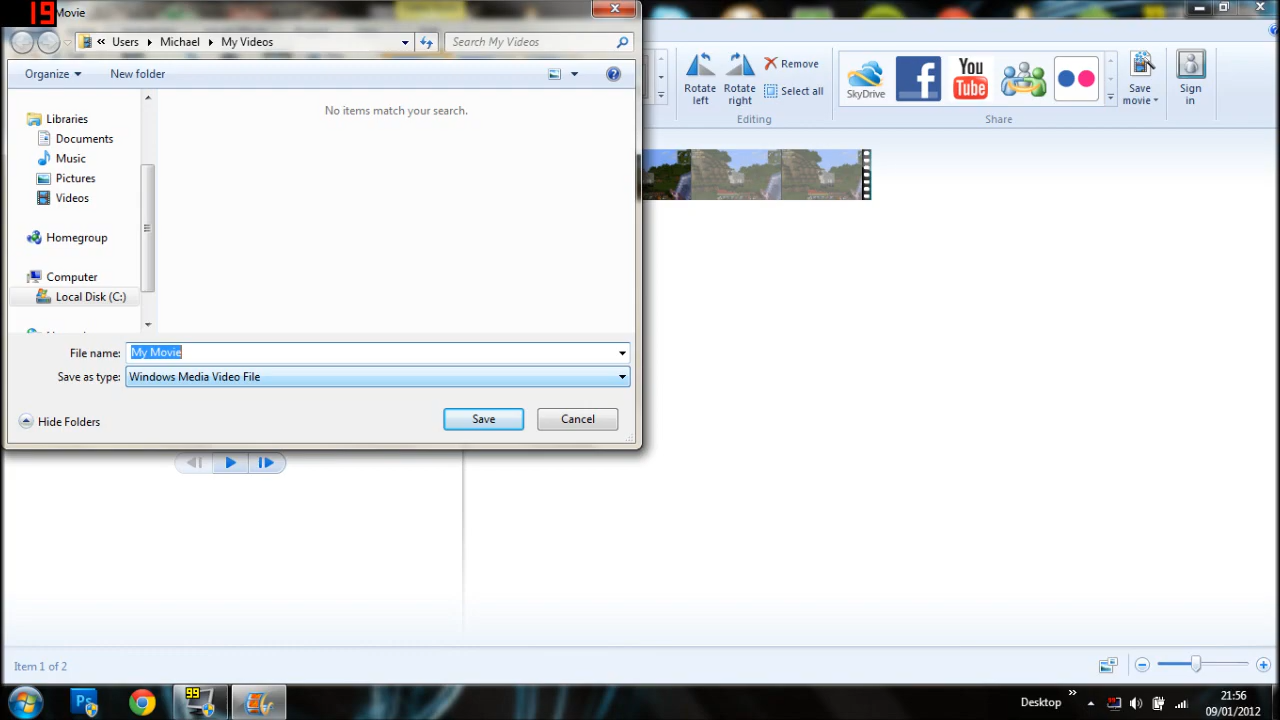 19
Movie
« Users ▸ Michael ▸ My Videos
Search My Videos
Organize
New folder
No items match your search.
Libraries
Documents
Music
Pictures
Videos
Homegroup
Computer
Local Disk (C:)
File name:
My Movie
Save as type:
Windows Media Video File
Hide Folders
Save
Cancel
Rotate left
Rotate right
Remove
Select all
Editing
SkyDrive
You Tube
Share
Save movie
Sign in
Item 1 of 2
99
Desktop
21:56
09/01/2012